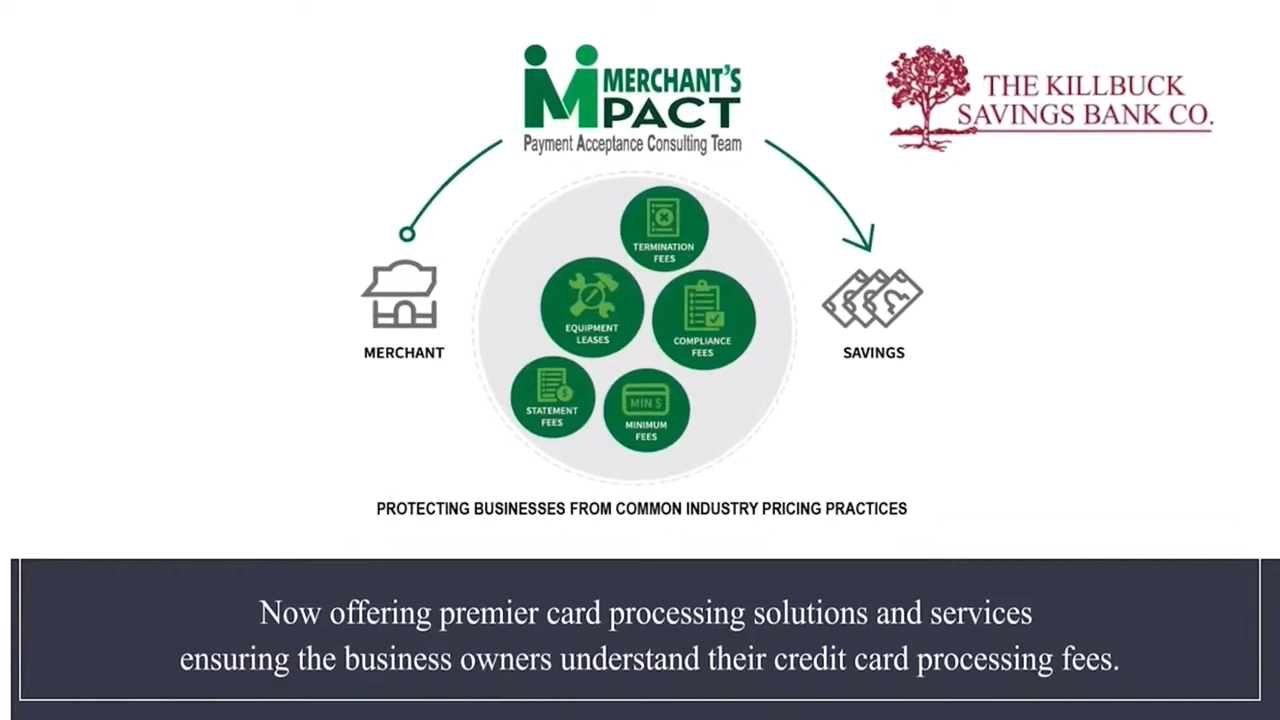 MERCHANT'S
PACT
Payment Acceptance Consulting Team
THE KILLBUCK
SAVINGS BANK CO.
TERMINATION
FEES
EQUIPMENT
LEASES
COMPLIANCE
FEES
MERCHANT
SAVINGS
STATEMENT
FEES
MIN $
MINIMUM
FEES
PROTECTING BUSINESSES FROM COMMON INDUSTRY PRICING PRACTICES
Now offering premier card processing solutions and services
ensuring the business owners understand their credit card processing fees.